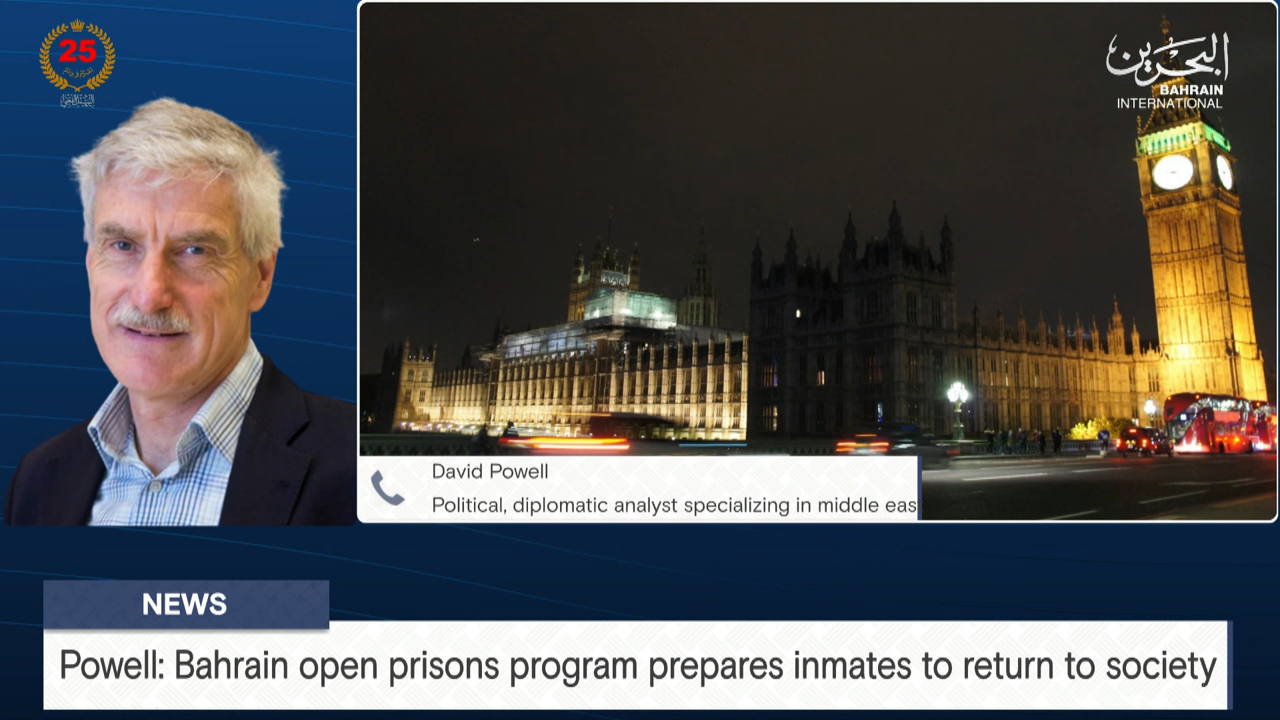 25
البحرين
BAHRAIN
INTERNATIONAL
David Powell
Political, diplomatic analyst specializing in middle eas
NEWS
Powell: Bahrain open prisons program prepares inmates to return to society